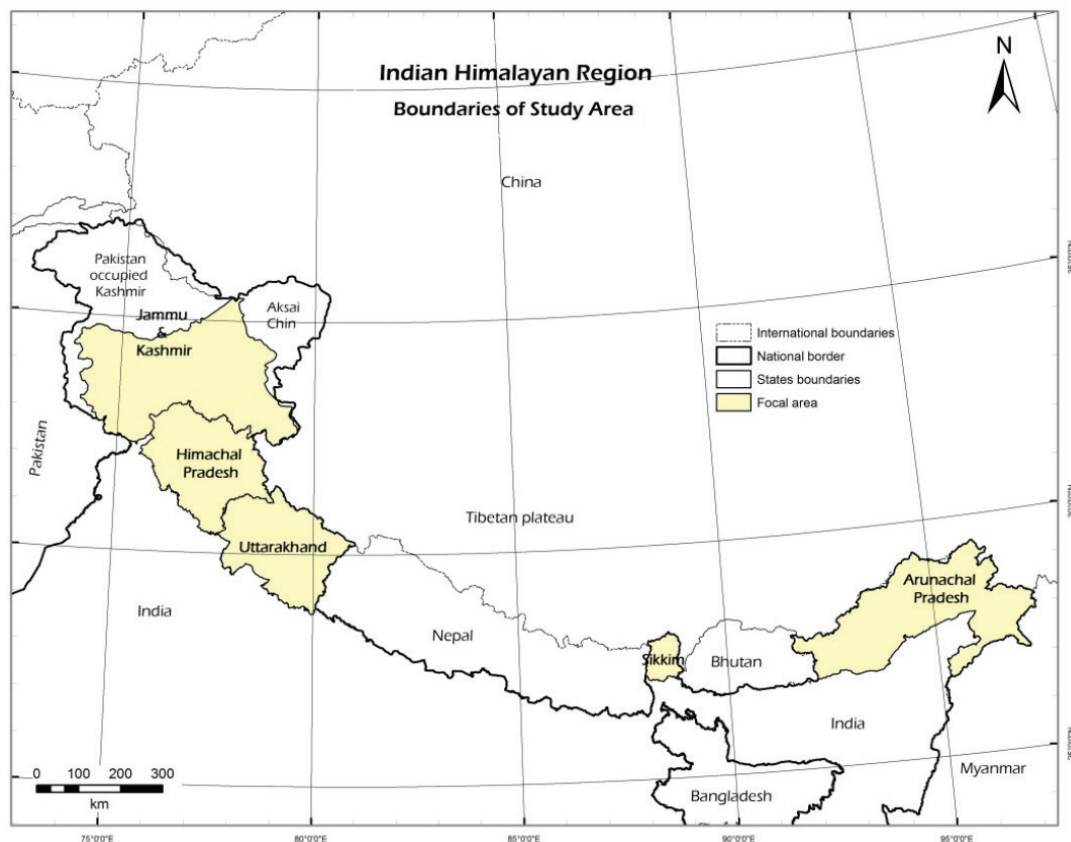 Indian Himalayan Region
Boundaries of Study Area
N
China
Pakistan
occupied
Kashmir
Aksai
Chin
Jammu
&
Kashmir
International boundaries
National border
States boundaries
Focal area
Pakistan
Himachal
Pradesh
Tibetan plateau
Uttarakhand
Arunachal
Pradesh
India
Nepal
Sikkim
Bhutan
India
Myanmar
Bangladesh
0 100 200 300
km
75°0'0"E
80°0'0"E
85°0'0"E
90°0'0"E
95°0'0"E